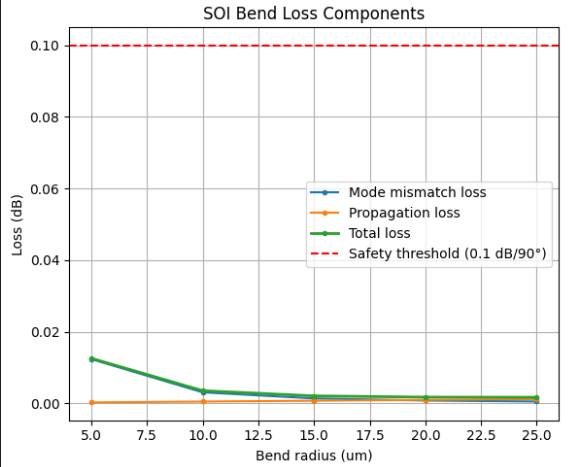 SOI Bend Loss Components
0.10
0.08
0.06
0.04
0.02
0.00
Loss (dB)
Mode mismatch loss
Propagation loss
Total loss
Safety threshold (0.1 dB/90°)
5.0 7.5 10.0 12.5 15.0 17.5 20.0 22.5 25.0
Bend radius (um)